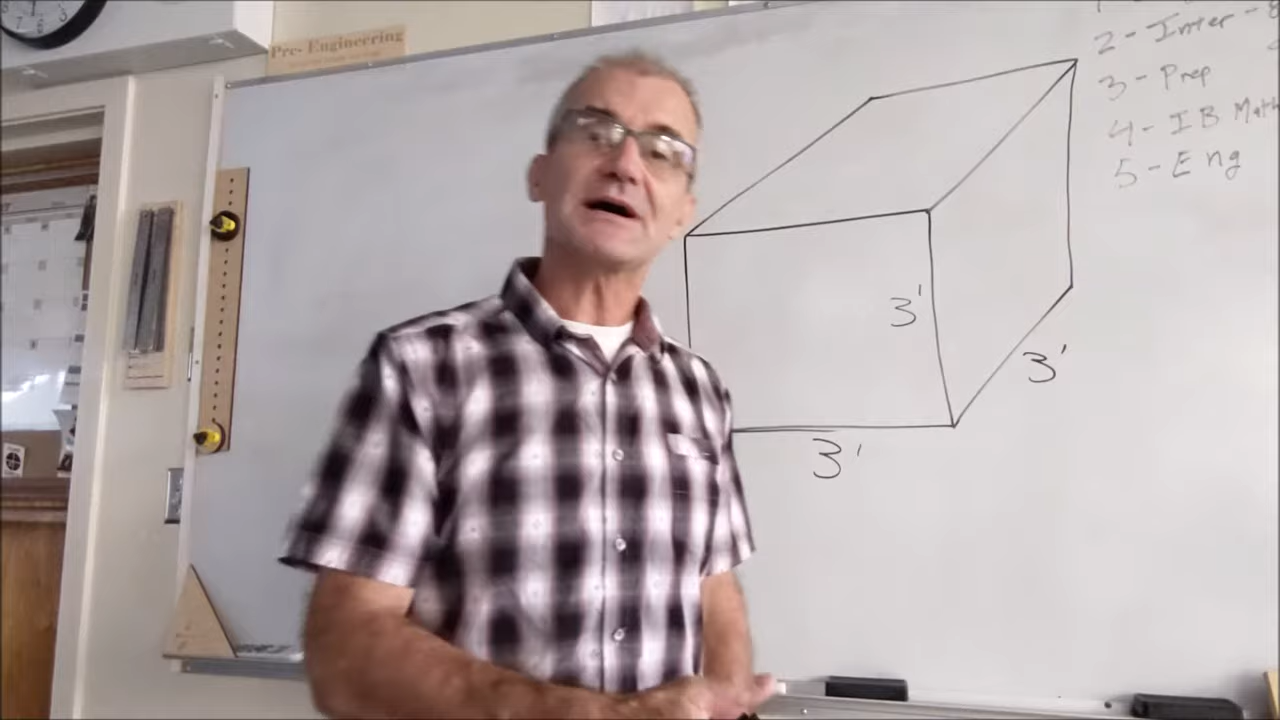 Pre-Engineering
2 - Inter -
3 - Prep
4 - IB Math
5 - Eng
3'
3'
3'